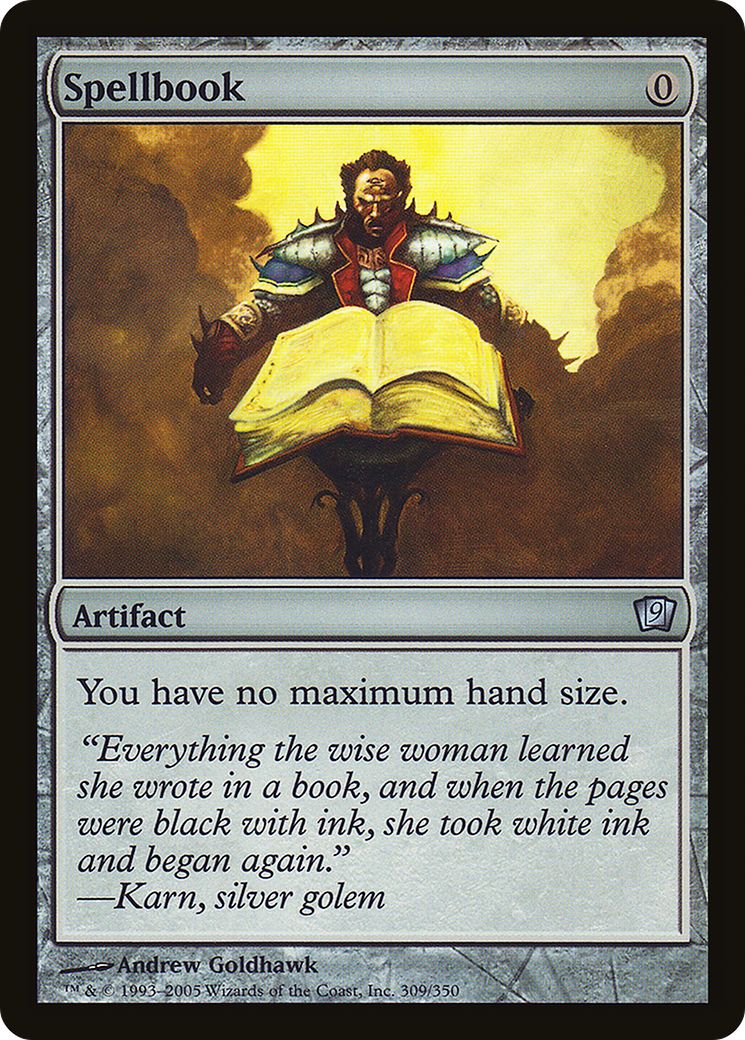 Spellbook 0
Artifact 9
You have no maximum hand size.
“Everything the wise woman learned
she wrote in a book, and when the pages
were black with ink, she took white ink
and began again.”
—Karn, silver golem
Andrew Goldhawk
™ & © 1993–2005 Wizards of the Coast, Inc. 309/350